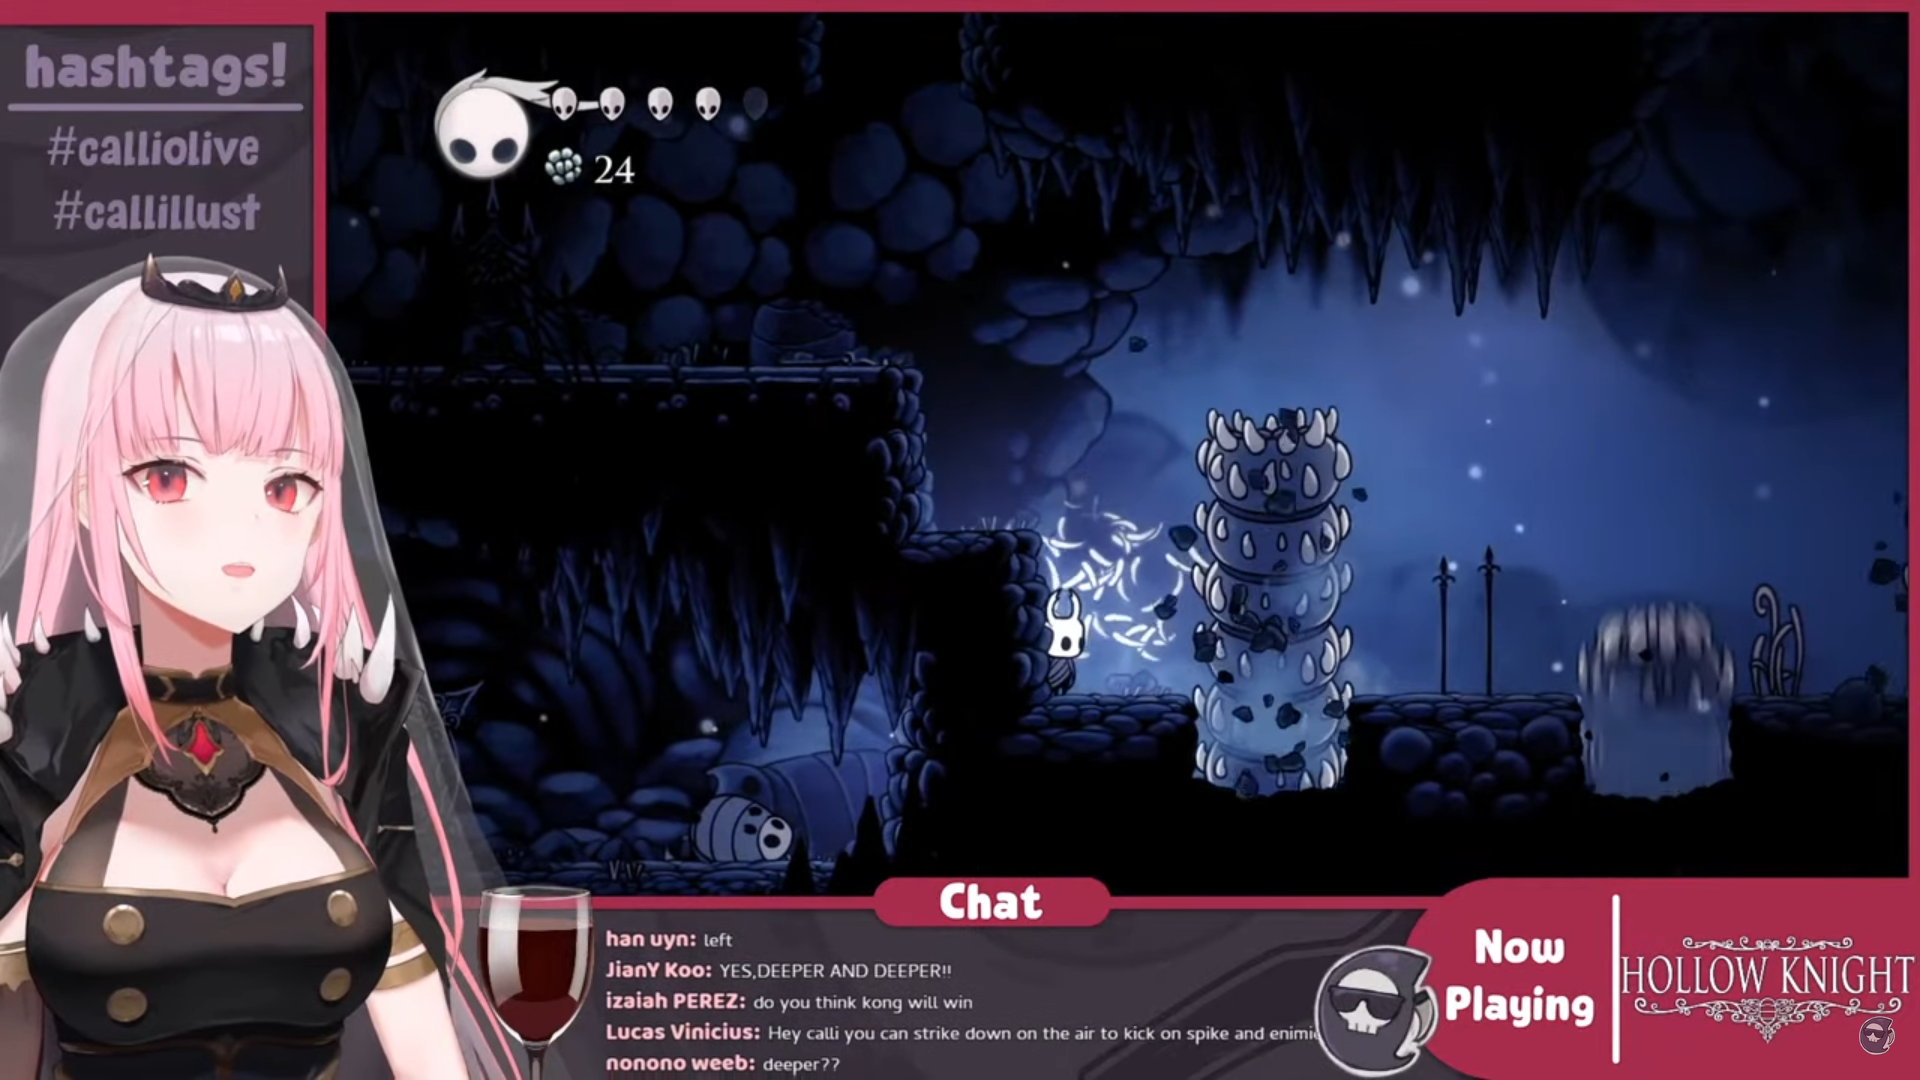 hashtags!
#calliolive
#callillust
24
Chat
han uyn: left
JianY Koo: YES,DEEPER AND DEEPER!!
izaiah PEREZ: do you think kong will win
Lucas Vinicius: Hey calli you can strike down on the air to kick on spike and enimi
nonono weeb: deeper??
Now
Playing
HOLLOW KNIGHT